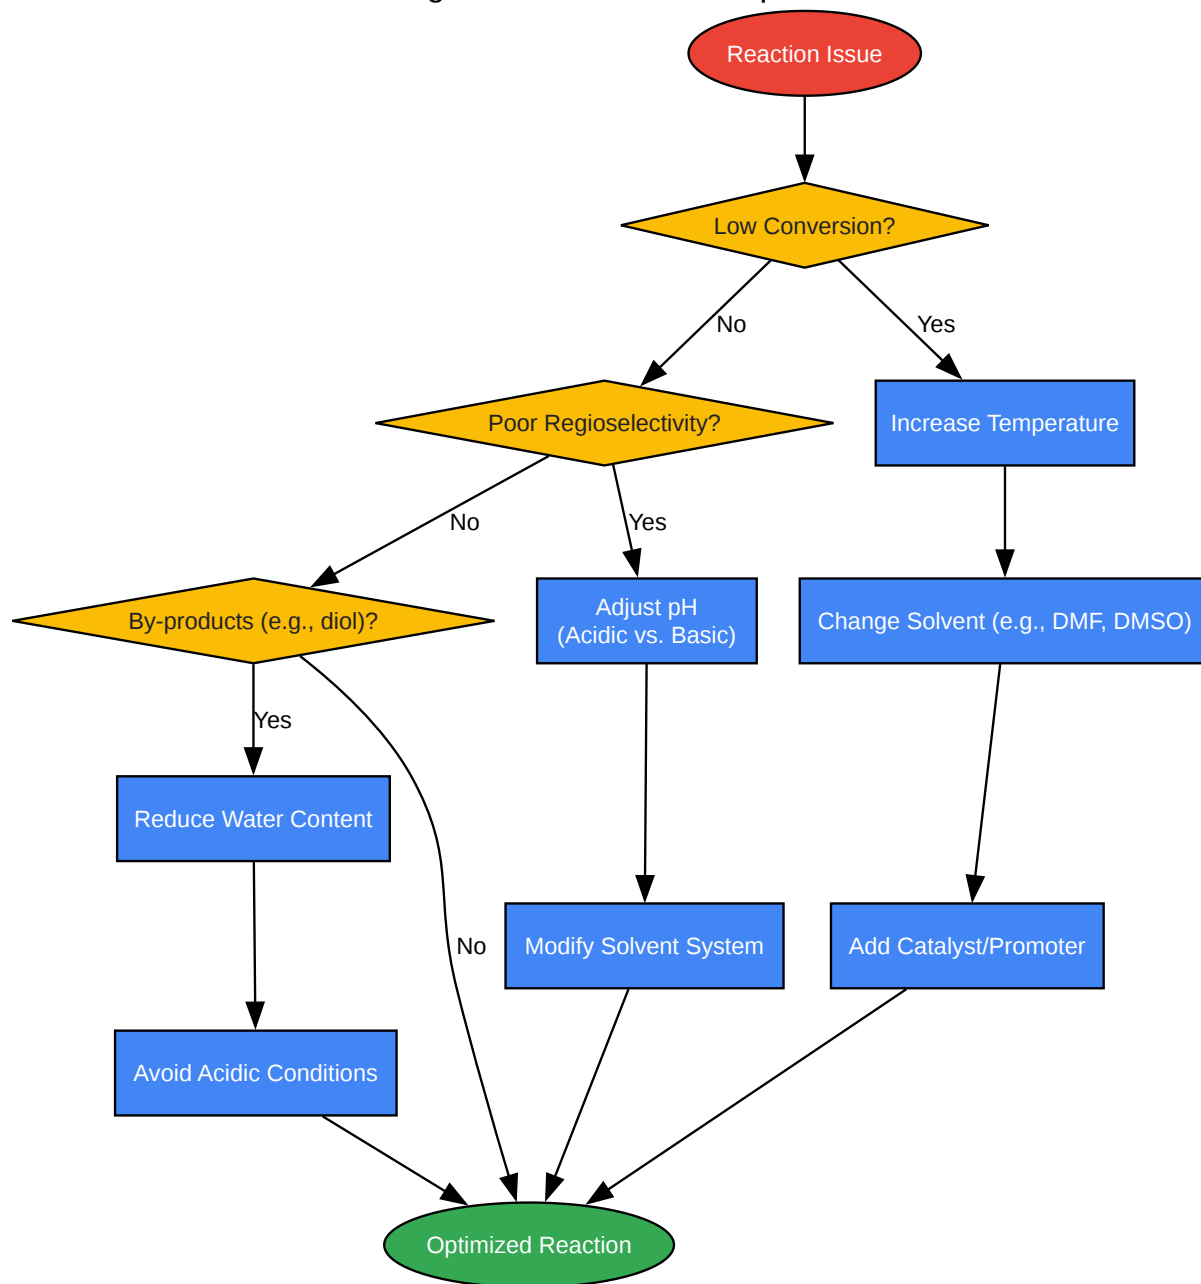 Reaction Issue
Low Conversion?
No
Yes
Poor Regioselectivity?
Increase Temperature
No
Yes
By-products (e.g., diol)?
Adjust pH
(Acidic vs. Basic)
Change Solvent (e.g., DMF, DMSO)
Yes
Reduce Water Content
No
Modify Solvent System
Add Catalyst/Promoter
Avoid Acidic Conditions
Optimized Reaction